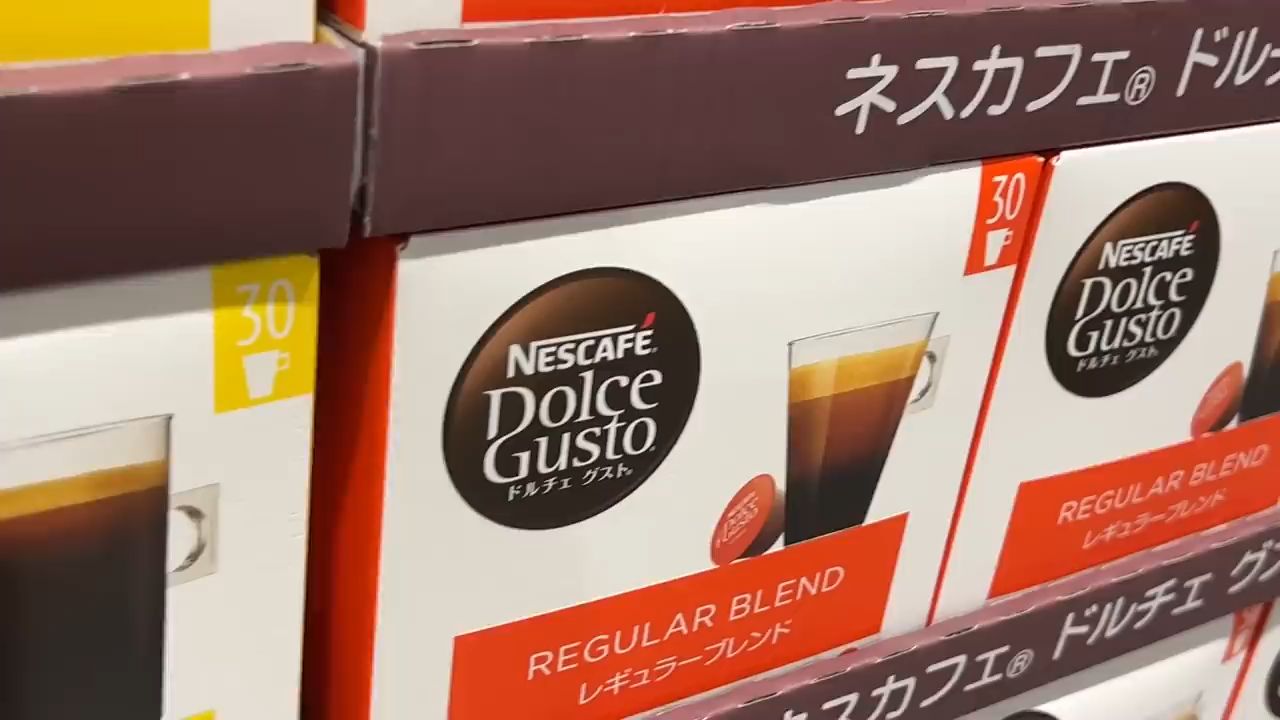 ネスカフェ® ドルチ
30
30
NESCAFÉ
Dolce
Gusto
ドルチェ グスト
DOLCE
GUSTO
REGULAR BLEND
レギュラーブレンド
NESCAFÉ
Dolce
Gusto
ドルチェ グスト
REGULAR BLEND
レギュラーブレンド
スカフェ® ドルチェ グ